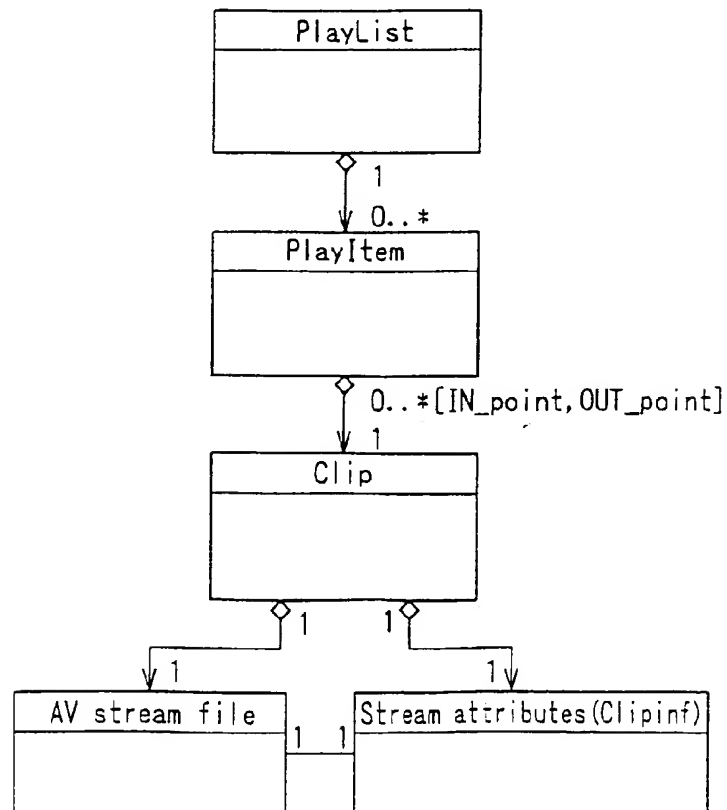 PlayList
1
0..*
PlayItem
0..*[IN_point,OUT_point]
1
Clip
1 1
1 1
AV stream file Stream attributes(Clipinf)
1 1